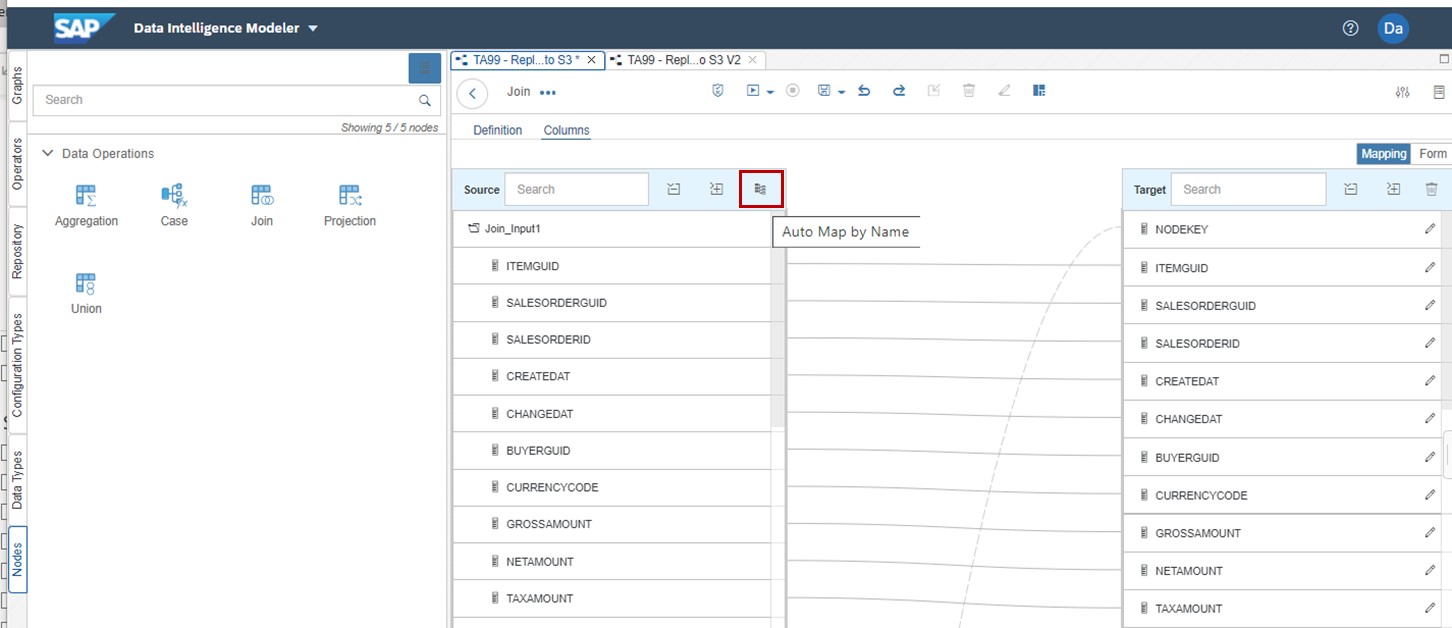 SAP Data Intelligence Modeler
Da
Graphs
Operators
Repository
Configuration Types
Data Types
Nodes
Search
Showing 5 / 5 nodes
Data Operations
Aggregation Case Join Projection
Union
TA99 - Repl...to S3 * TA99 - Repl...o S3 V2
Join
Definition Columns
Mapping Form
Source Search
Auto Map by Name
Join_Input1
ITEMGUID
SALESORDERGUID
SALESORDERID
CREATEDAT
CHANGEDAT
BUYERGUID
CURRENCYCODE
GROSSAMOUNT
NETAMOUNT
TAXAMOUNT
Target Search
NODEKEY
ITEMGUID
SALESORDERGUID
SALESORDERID
CREATEDAT
CHANGEDAT
BUYERGUID
CURRENCYCODE
GROSSAMOUNT
NETAMOUNT
TAXAMOUNT